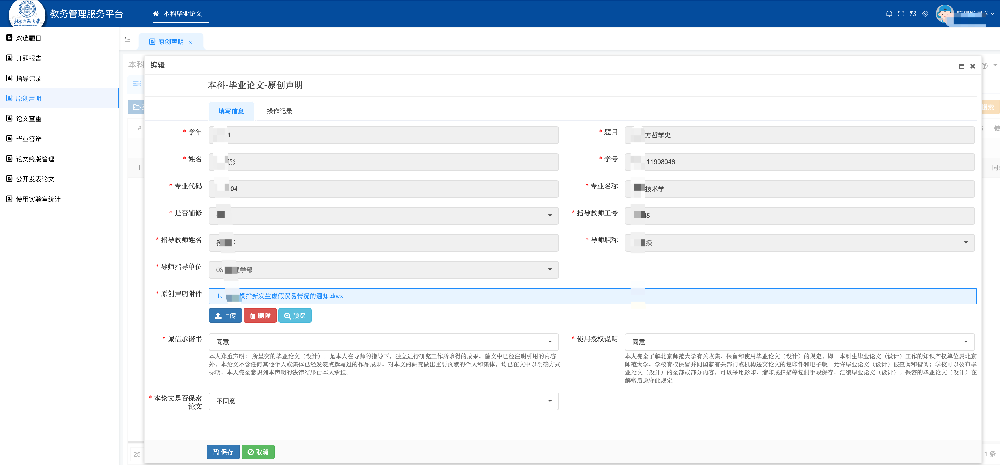 北京师范大学
BEIJING NORMAL UNIVERSITY
教务管理服务平台
本科毕业论文
双选题目
开题报告
指导记录
原创声明
论文查重
毕业答辩
论文终版管理
公开发表论文
使用实验室统计
原创声明
本科
编辑
本科-毕业论文-原创声明
填写信息 操作记录
搜索
#
1
* 学年 4
* 题目 方哲学史
* 姓名 彤
* 学号 111998046
* 专业代码 04
* 专业名称 技术学
* 是否辅修
* 指导教师工号 45
* 指导教师姓名
* 导师职称 授
* 导师指导单位 03 理学部
* 原创声明附件 1、 摸排新发生虚假贸易情况的通知.docx
上传 删除 预览
* 诚信承诺书 同意
本人郑重声明： 所呈交的毕业论文（设计），是本人在导师的指导下，独立进行研究工作所取得的成果。除文中已经注明引用的内容
外，本论文不含任何其他个人或集体已经发表或撰写过的作品成果。对本文的研究做出重要贡献的个人和集体，均已在文中以明确方式
标明。本人完全意识到本声明的法律结果由本人承担。
* 使用授权说明 同意
本人完全了解北京师范大学有关收集、保留和使用毕业论文（设计）的规定，即：本科生毕业论文（设计）工作的知识产权单位属北京
师范大学。学校有权保留并向国家有关部门或机构送交论文的复印件和电子版，允许毕业论文（设计）被查阅和借阅；学校可以公布毕
业论文（设计）的全部或部分内容，可以采用影印、缩印或扫描等复制手段保存、汇编毕业论文（设计）。保密的毕业论文（设计）在
解密后遵守此规定
* 本论文是否保密
论文 不同意
保存 取消
25
1 条